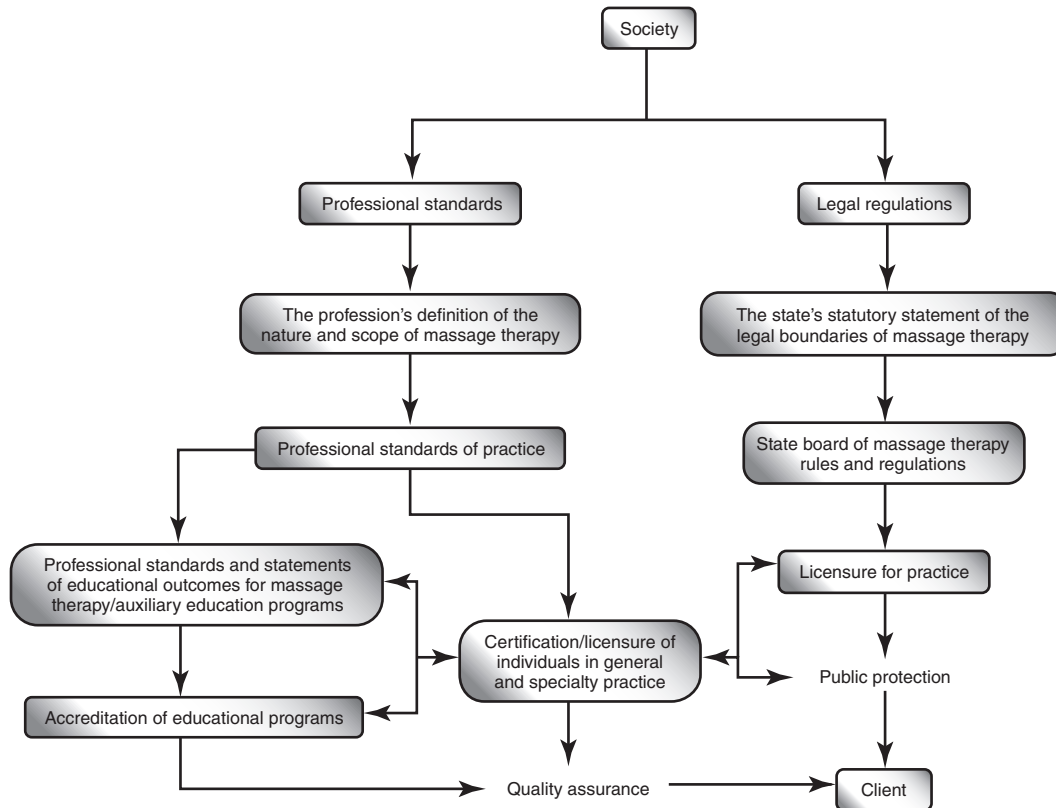 Society
Professional standards
Legal regulations
The profession’s definition of the
nature and scope of massage therapy
The state’s statutory statement of the
legal boundaries of massage therapy
Professional standards of practice
State board of massage therapy
rules and regulations
Professional standards and statements
of educational outcomes for massage
therapy/auxiliary education programs
Licensure for practice
Certification/licensure of
individuals in general
and specialty practice
Public protection
Accreditation of educational programs
Quality assurance
Client